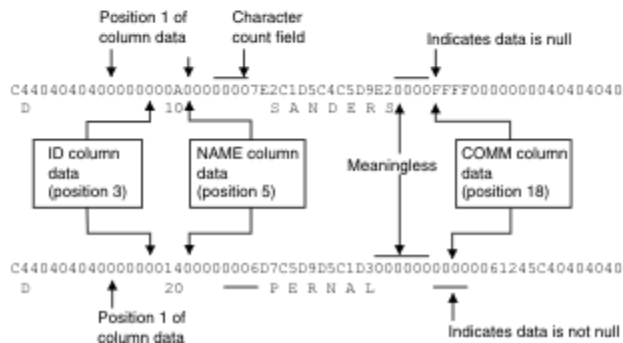 Position 1 of
column data
Character
count field
Indicates data is null
C44040404000000000A000000007E2C1D5C4C5D9E20000FFFF00000000040404040
D 10 S A N D E R S
ID column
data
(position 3)
NAME column
data
(position 5)
Meaningless
COMM column
data
(position 18)
C440404040000000014000000006D7C5D9D5C1D3000000000000061245C40404040
D 20 P E R N A L
Position 1 of
column data
Indicates data is not null